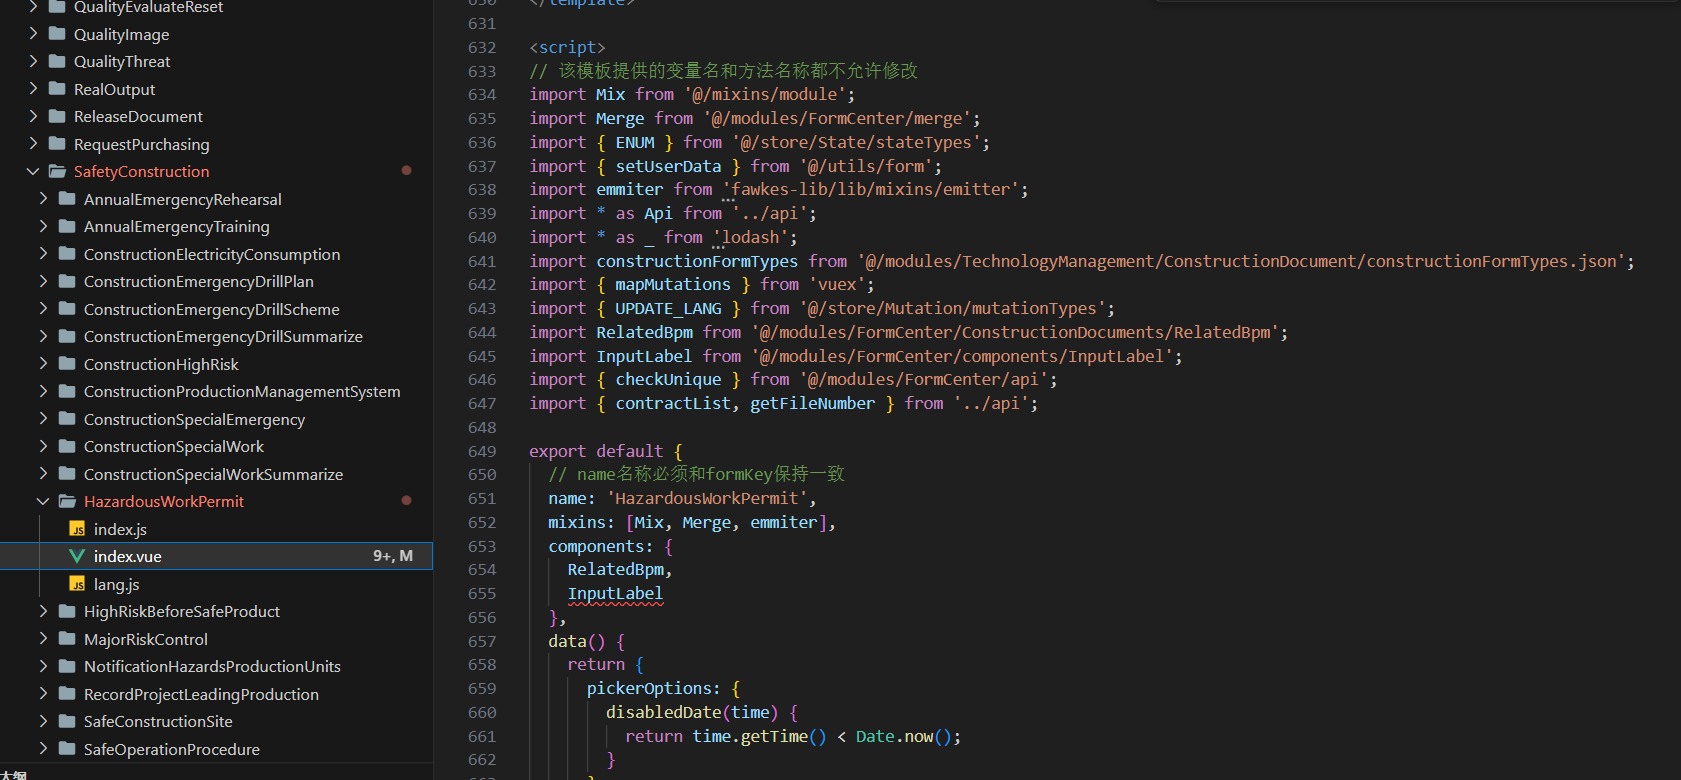 QualityEvaluateReset
QualityImage
QualityThreat
RealOutput
ReleaseDocument
RequestPurchasing
SafetyConstruction
AnnualEmergencyRehearsal
AnnualEmergencyTraining
ConstructionElectricityConsumption
ConstructionEmergencyDrillPlan
ConstructionEmergencyDrillScheme
ConstructionEmergencyDrillSummarize
ConstructionHighRisk
ConstructionProductionManagementSystem
ConstructionSpecialEmergency
ConstructionSpecialWork
ConstructionSpecialWorkSummarize
HazardousWorkPermit
JS index.js
index.vue 9+, M
JS lang.js
HighRiskBeforeSafeProduct
MajorRiskControl
NotificationHazardsProductionUnits
RecordProjectLeadingProduction
SafeConstructionSite
SafeOperationProcedure
大纲
630 </template>
631
632 <script>
633 // 该模板提供的变量名和方法名称都不允许修改
634 import Mix from '@/mixins/module';
635 import Merge from '@/modules/FormCenter/merge';
636 import { ENUM } from '@/store/State/stateTypes';
637 import { setUserData } from '@/utils/form';
638 import emmiter from 'fawkes-lib/lib/mixins/emitter';
639 import * as Api from '../api';
640 import * as _ from 'lodash';
641 import constructionFormTypes from '@/modules/TechnologyManagement/ConstructionDocument/constructionFormTypes.json';
642 import { mapMutations } from 'vuex';
643 import { UPDATE_LANG } from '@/store/Mutation/mutationTypes';
644 import RelatedBpm from '@/modules/FormCenter/ConstructionDocuments/RelatedBpm';
645 import InputLabel from '@/modules/FormCenter/components/InputLabel';
646 import { checkUnique } from '@/modules/FormCenter/api';
647 import { contractList, getFileNumber } from '../api';
648
649 export default {
650 // name名称必须和formKey保持一致
651 name: 'HazardousWorkPermit',
652 mixins: [Mix, Merge, emmiter],
653 components: {
654 RelatedBpm,
655 InputLabel
656 },
657 data() {
658 return {
659 pickerOptions: {
660 disabledDate(time) {
661 return time.getTime() < Date.now();
662 }